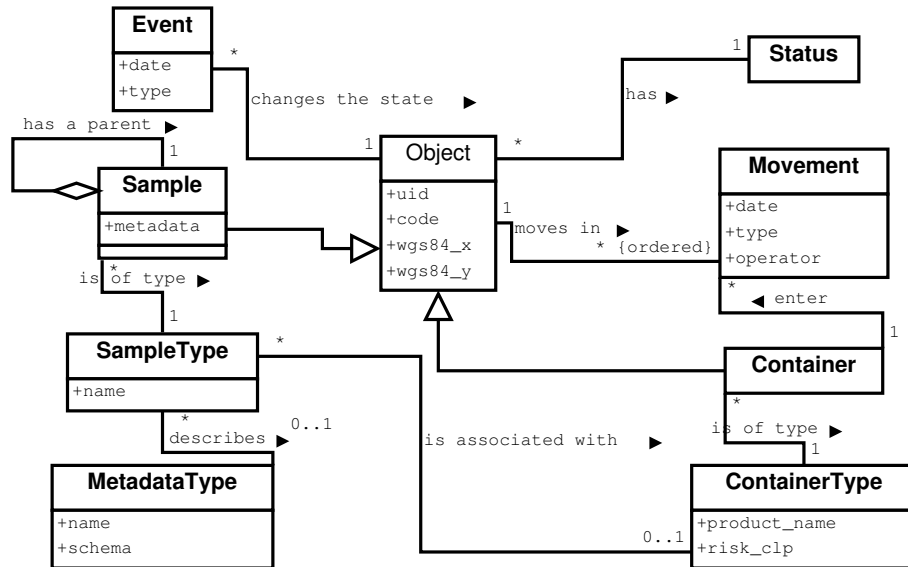 Event
+date
+type
*
changes the state ►
1
*
1
Status
has ►
has a parent ►
1
Sample
+metadata
*
is of type ►
1
Object
+uid
+code
+wgs84_x
+wgs84_y
1
moves in ►
* {ordered}
Movement
+date
+type
+operator
*
◄ enter
1
SampleType
+name
*
*
describes ►
0..1
is associated with ►
Container
*
is of type ►
1
MetadataType
+name
+schema
0..1
ContainerType
+product_name
+risk_clp